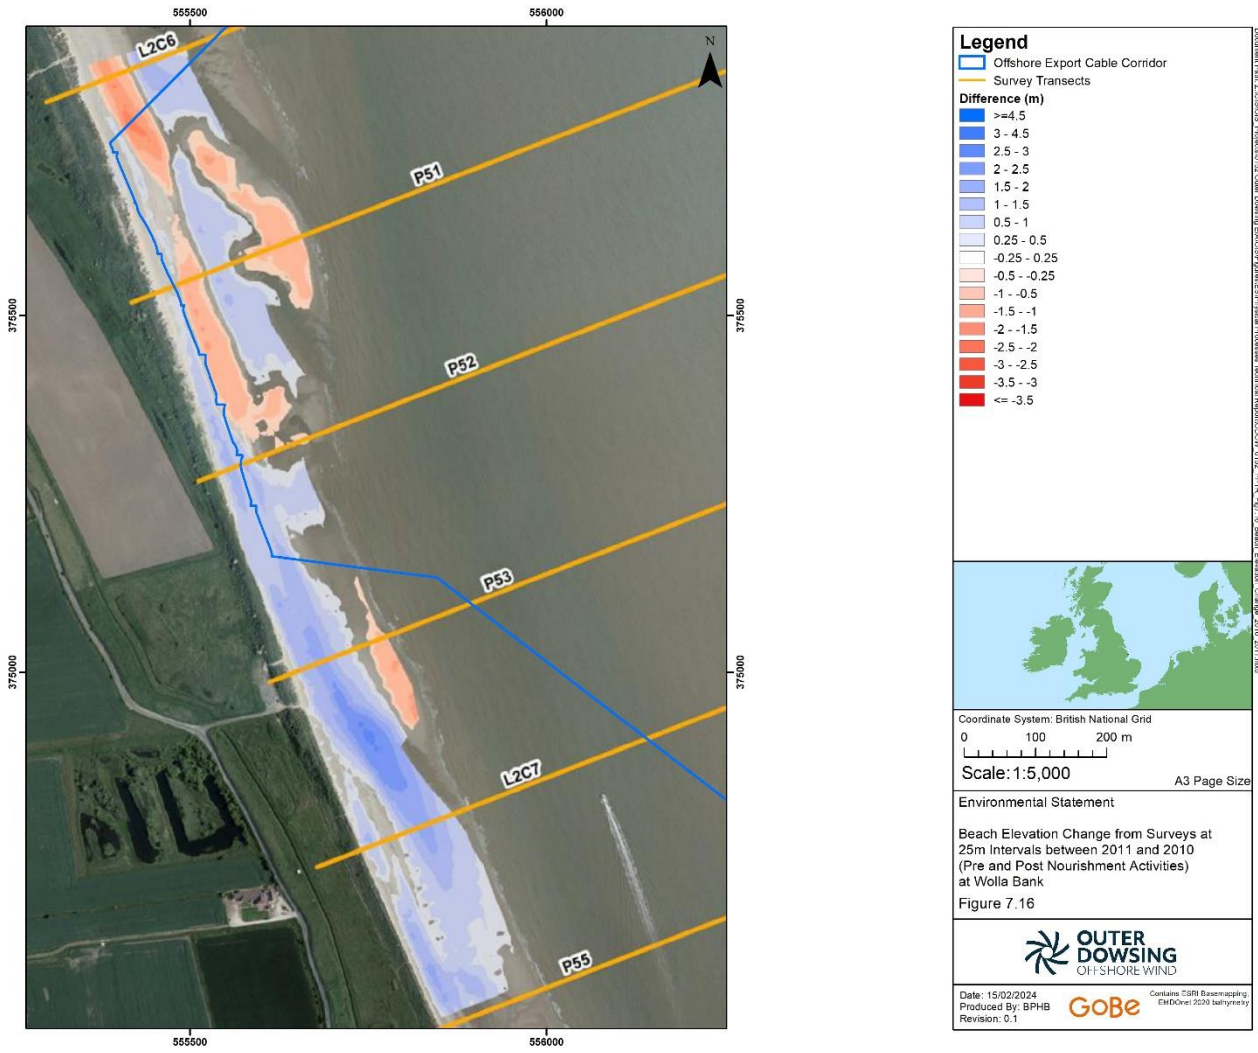 555500
556000
L2C6
N
P51
375500
375500
P52
P53
375000
375000
L2C7
P55
555500
556000
Legend
Offshore Export Cable Corridor
Survey Transects
Difference (m)
>=4.5
3 - 4.5
2.5 - 3
2 - 2.5
1.5 - 2
1 - 1.5
0.5 - 1
0.25 - 0.5
-0.25 - 0.25
-0.5 - -0.25
-1 - -0.5
-1.5 - -1
-2 - -1.5
-2.5 - -2
-3 - -2.5
-3.5 - -3
<= -3.5
Coordinate System: British National Grid
0 100 200 m
Scale:1:5,000
A3 Page Size
Environmental Statement
Beach Elevation Change from Surveys at
25m Intervals between 2011 and 2010
(Pre and Post Nourishment Activities)
at Wolla Bank
Figure 7.16
OUTER
DOWSING
OFFSHORE WIND
Date: 15/02/2024
Produced By: BPHB
Revision: 0.1
GoBe
Contains ESRI Basemapping,
EMODnet 2020 bathymetry